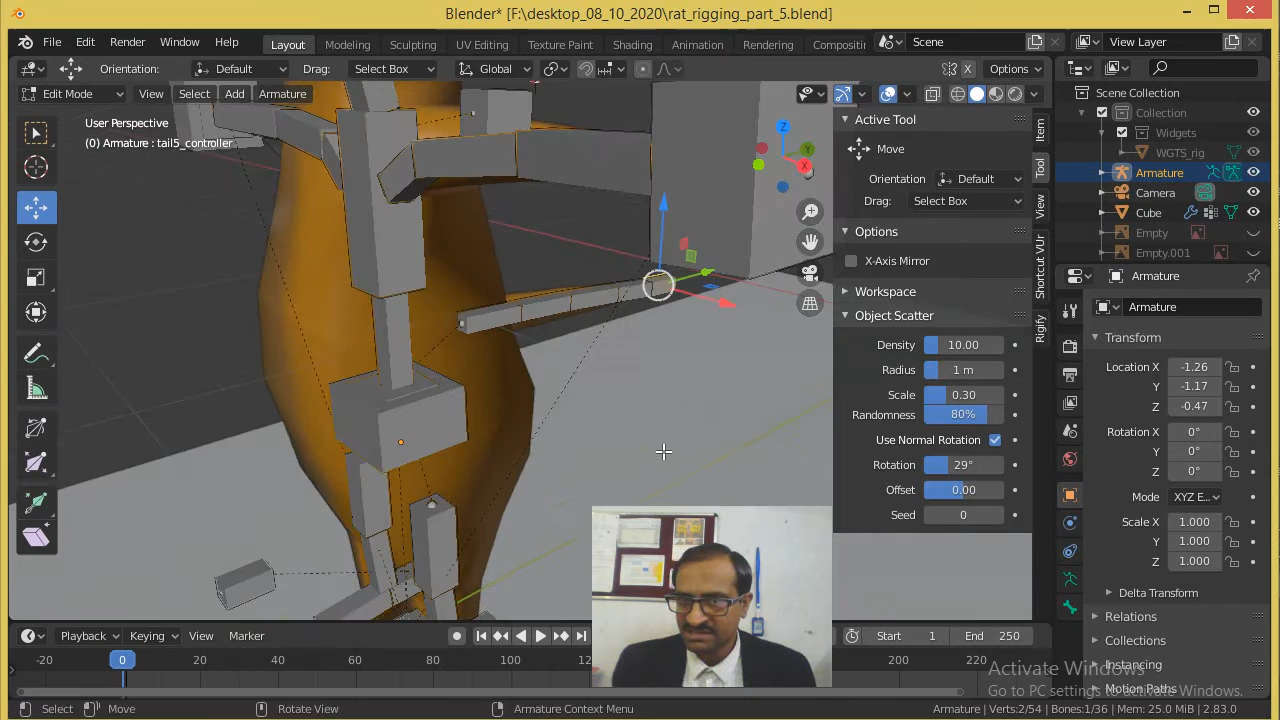 Blender* [F:\desktop_08_10_2020\rat_rigging_part_5.blend]
File Edit Render Window Help Layout Modeling Sculpting UV Editing Texture Paint Shading Animation Rendering Compositi Scene View Layer
Orientation: Default Drag: Select Box Global Options
Edit Mode View Select Add Armature
User Perspective
(0) Armature : tail5_controller
X
Y
Z
Item
Tool
View
Shortcut VUr
Rigify
Active Tool
Move
Orientation Default
Drag: Select Box
Options
X-Axis Mirror
Workspace
Object Scatter
Density 10.00
Radius 1 m
Scale 0.30
Randomness 80%
Use Normal Rotation
Rotation 29°
Offset 0.00
Seed 0
Scene Collection
Collection
Widgets
WGTS_rig
Armature
Camera
Cube
Empty
Empty.001
Armature
Armature
Transform
Location X -1.26
Y -1.17
Z -0.47
Rotation X 0°
Y 0°
Z 0°
Mode XYZ E...
Scale X 1.000
Y 1.000
Z 1.000
Delta Transform
Relations
Collections
Instancing
Motion Paths
Playback Keying View Marker Start 1 End 250
-20 0 20 40 60 80 100 120 200 220
Activate Windows
Go to PC settings to activate Windows.
Select Move Rotate View Armature Context Menu Armature | Verts:2/54 | Bones:1/36 | Mem: 25.0 MiB | 2.83.0